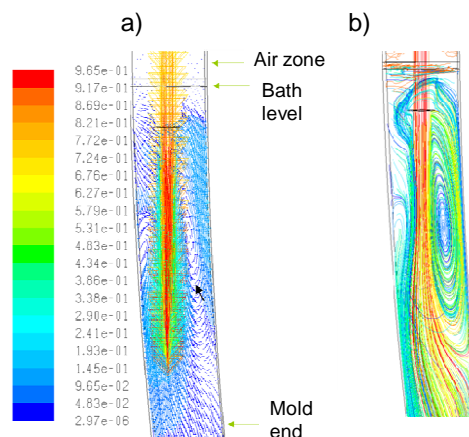 a)
b)
Air zone
Bath
level
Mold
end
9.65e-01
9.17e-01
8.69e-01
8.21e-01
7.72e-01
7.24e-01
6.76e-01
6.27e-01
5.79e-01
5.31e-01
4.83e-01
4.34e-01
3.86e-01
3.38e-01
2.90e-01
2.41e-01
1.93e-01
1.45e-01
9.65e-02
4.83e-02
2.97e-06